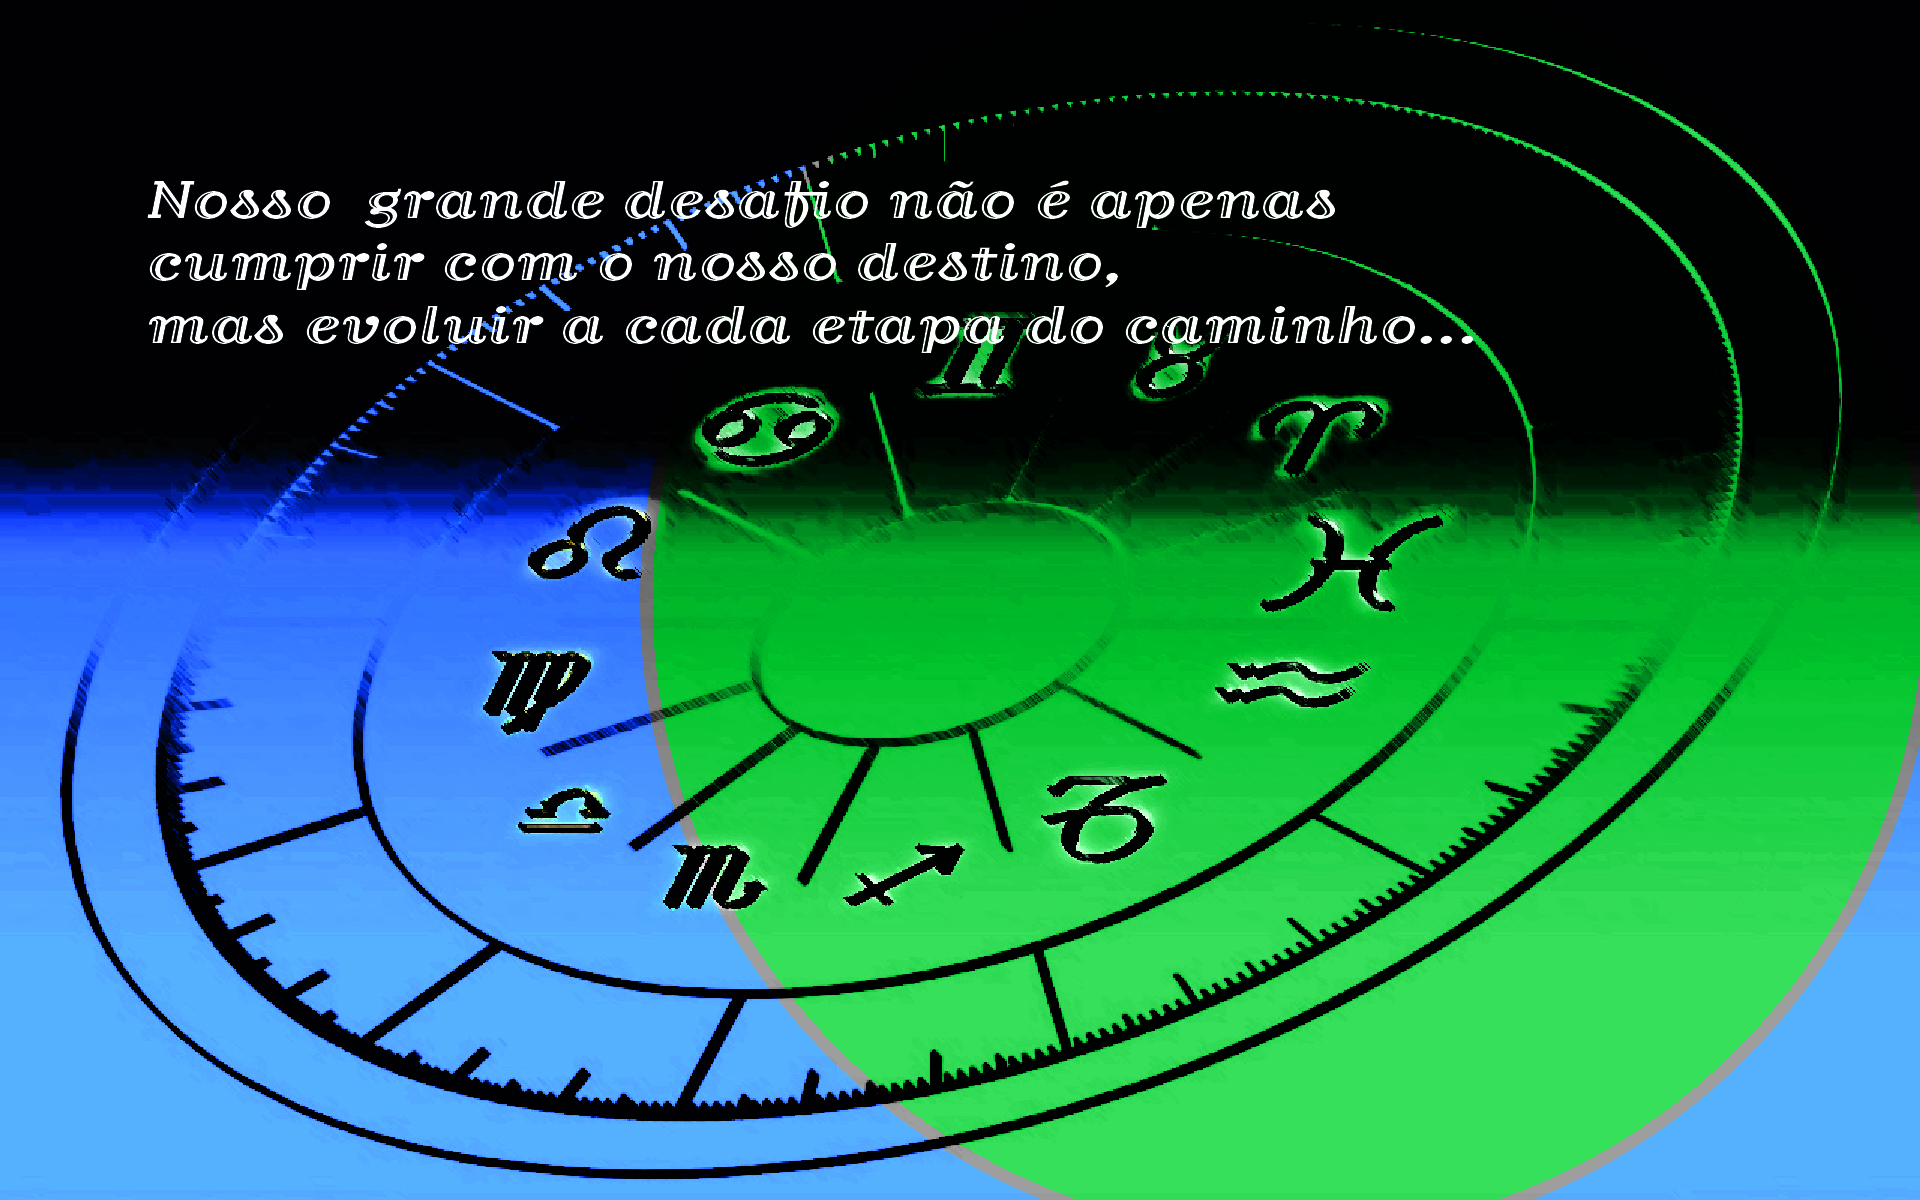 Nosso grande desafio não é apenas
cumprir com o nosso destino,
mas evoluir a cada etapa do caminho...